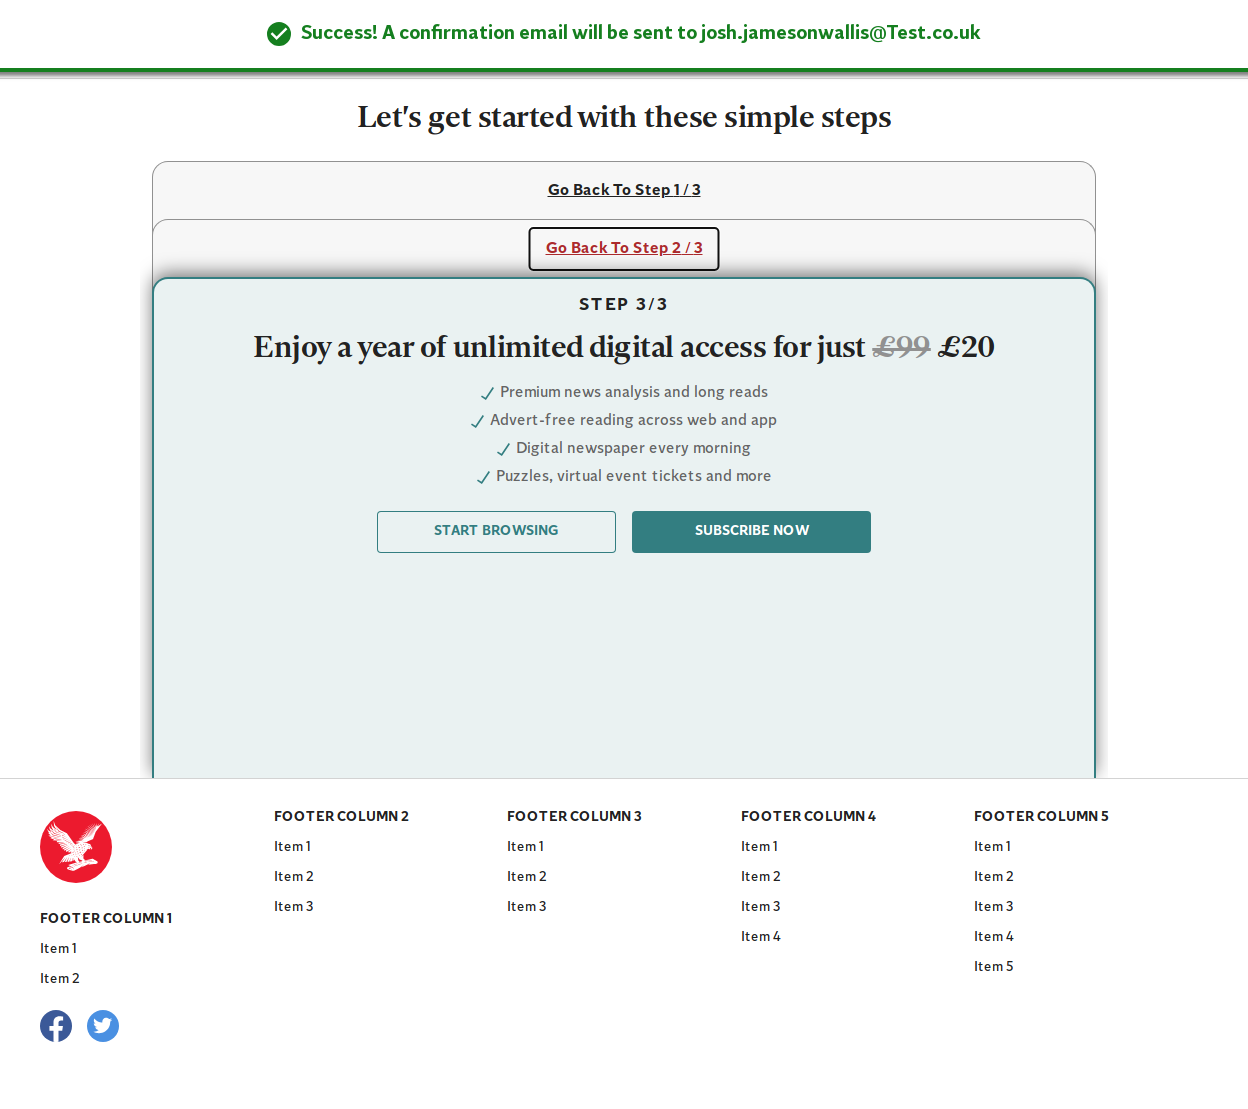 Success! A confirmation email will be sent to josh.jamesonwallis@Test.co.uk
Let's get started with these simple steps
Go Back To Step 1 / 3
Go Back To Step 2 / 3
STEP 3/3
Enjoy a year of unlimited digital access for just £99 £20
Premium news analysis and long reads
Advert-free reading across web and app
Digital newspaper every morning
Puzzles, virtual event tickets and more
START BROWSING
SUBSCRIBE NOW
FOOTER COLUMN 1
Item 1
Item 2
FOOTER COLUMN 2
Item 1
Item 2
Item 3
FOOTER COLUMN 3
Item 1
Item 2
Item 3
FOOTER COLUMN 4
Item 1
Item 2
Item 3
Item 4
FOOTER COLUMN 5
Item 1
Item 2
Item 3
Item 4
Item 5